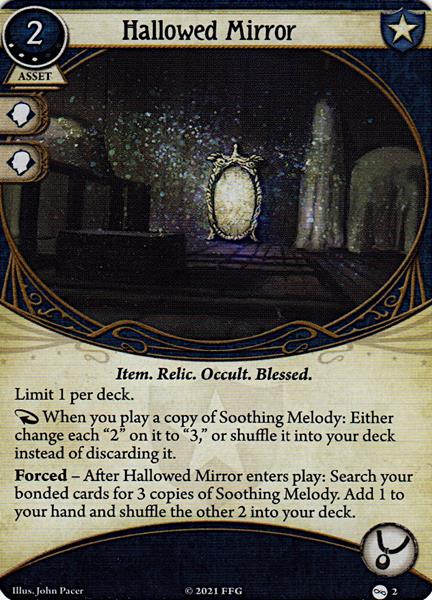 2
Hallowed Mirror
ASSET
Item. Relic. Occult. Blessed.
Limit 1 per deck.
When you play a copy of Soothing Melody: Either
change each “2” on it to “3,” or shuffle it into your deck
instead of discarding it.
Forced – After Hallowed Mirror enters play: Search your
bonded cards for 3 copies of Soothing Melody. Add 1 to
your hand and shuffle the other 2 into your deck.
Illus. John Pacer
© 2021 FFG
2